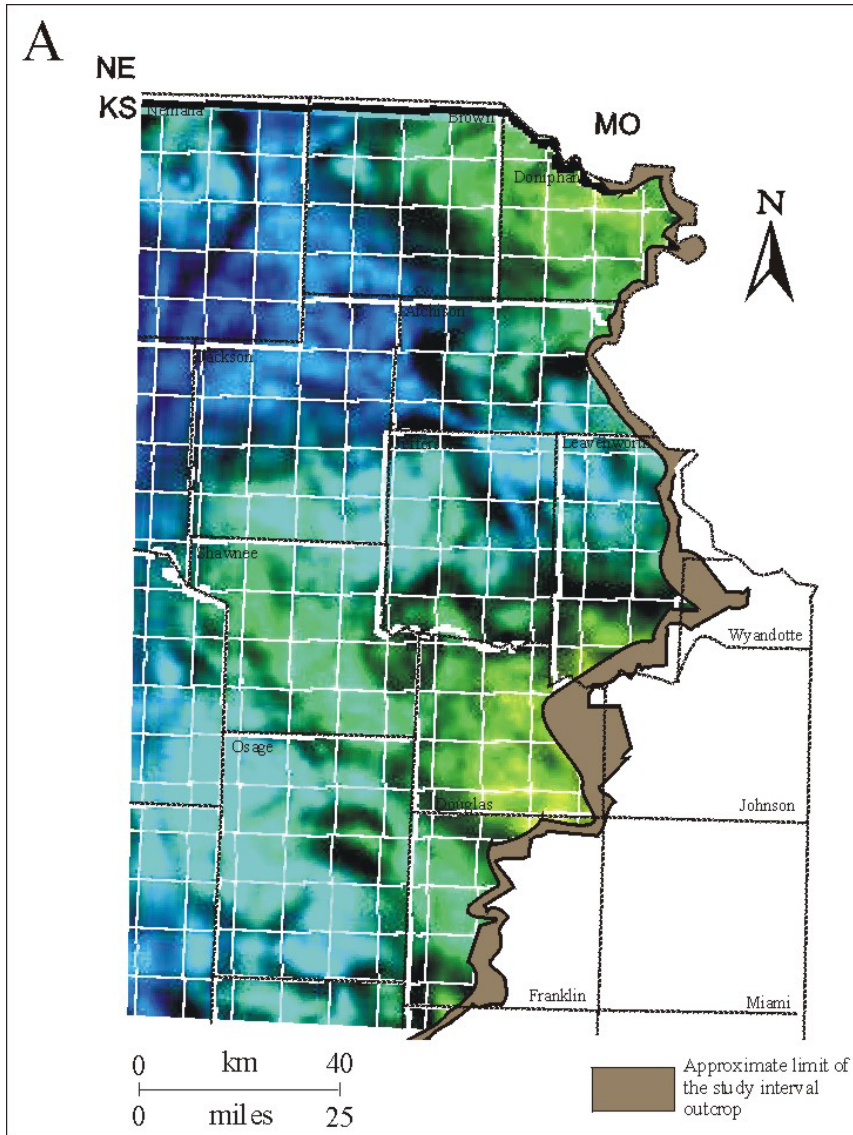 A
NE
KS
MO
Nemaha
Brown
Doniphan
N
Atchison
Jackson
Leavenworth
Shawnee
Wyandotte
Osage
Douglas
Johnson
Franklin
Miami
0 km 40
0 miles 25
Approximate limit of
the study interval
outcrop